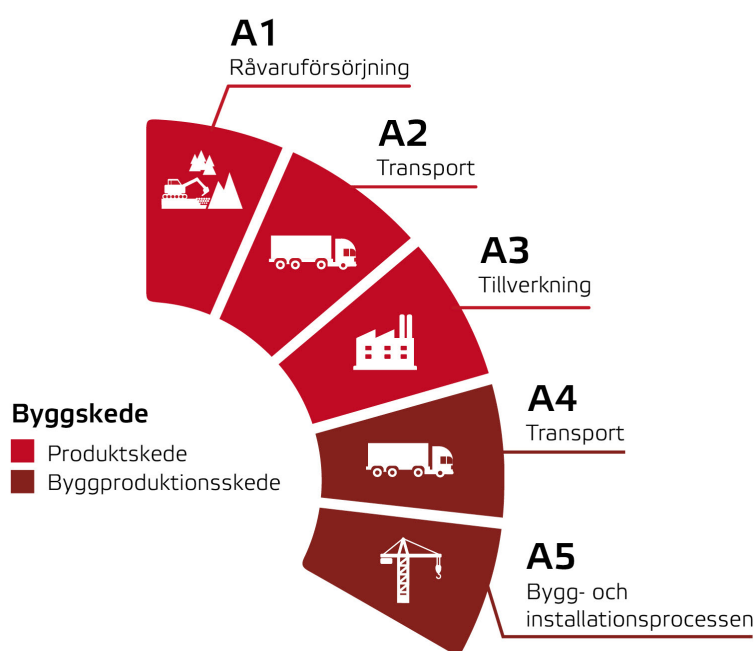 A1
Råvaruförsörjning
A2
Transport
A3
Tillverkning
A4
Transport
A5
Bygg- och
installationsprocessen
Byggskede
Produktskede
Byggproduktionsskede